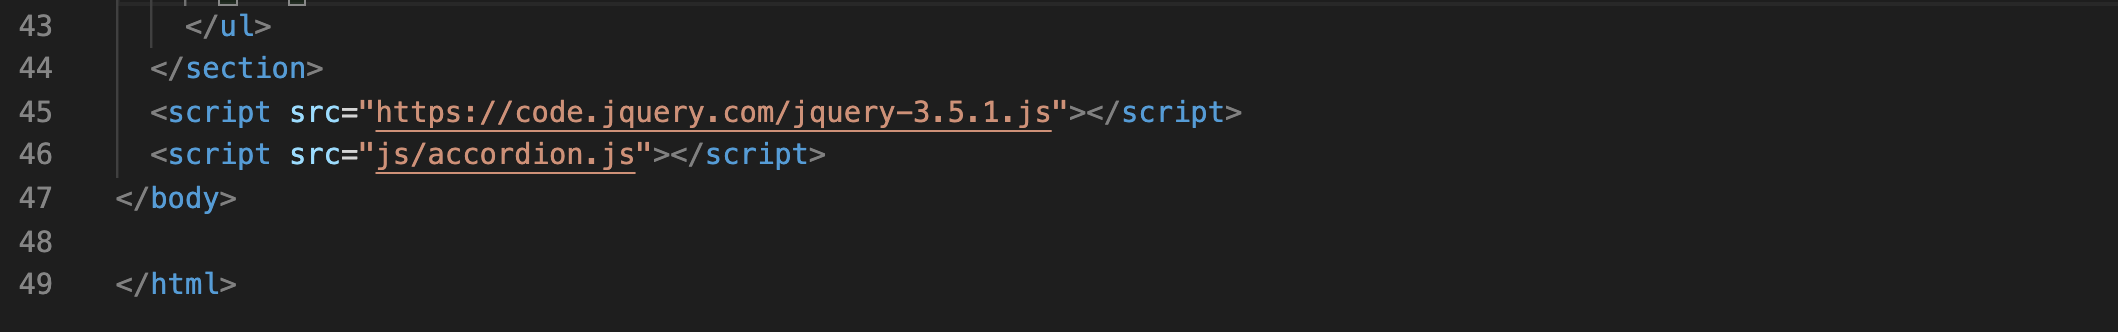 43 </ul>
44 </section>
45 <script src="https://code.jquery.com/jquery-3.5.1.js"></script>
46 <script src="js/accordion.js"></script>
47 </body>
48
49 </html>